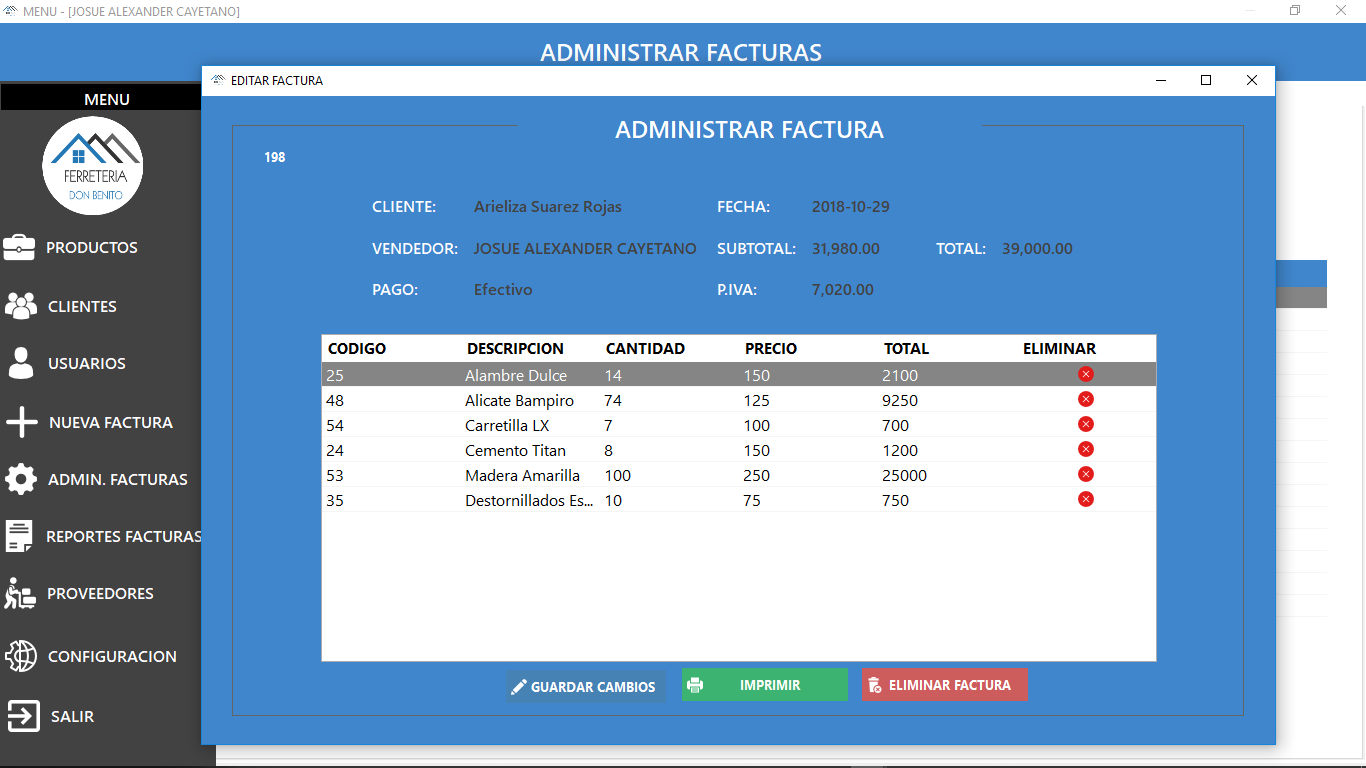 MENU - [JOSUE ALEXANDER CAYETANO]
ADMINISTRAR FACTURAS
EDITAR FACTURA
MENU
FERRETERIA
DON BENITO
PRODUCTOS
CLIENTES
USUARIOS
NUEVA FACTURA
ADMIN. FACTURAS
REPORTES FACTURAS
PROVEEDORES
CONFIGURACION
SALIR
ADMINISTRAR FACTURA
198
CLIENTE: Arieliza Suarez Rojas FECHA: 2018-10-29
VENDEDOR: JOSUE ALEXANDER CAYETANO SUBTOTAL: 31,980.00 TOTAL: 39,000.00
PAGO: Efectivo P.IVA: 7,020.00
CODIGO DESCRIPCION CANTIDAD PRECIO TOTAL ELIMINAR
25 Alambre Dulce 14 150 2100
48 Alicate Bampiro 74 125 9250
54 Carretilla LX 7 100 700
24 Cemento Titan 8 150 1200
53 Madera Amarilla 100 250 25000
35 Destornillados Es... 10 75 750
GUARDAR CAMBIOS IMPRIMIR ELIMINAR FACTURA